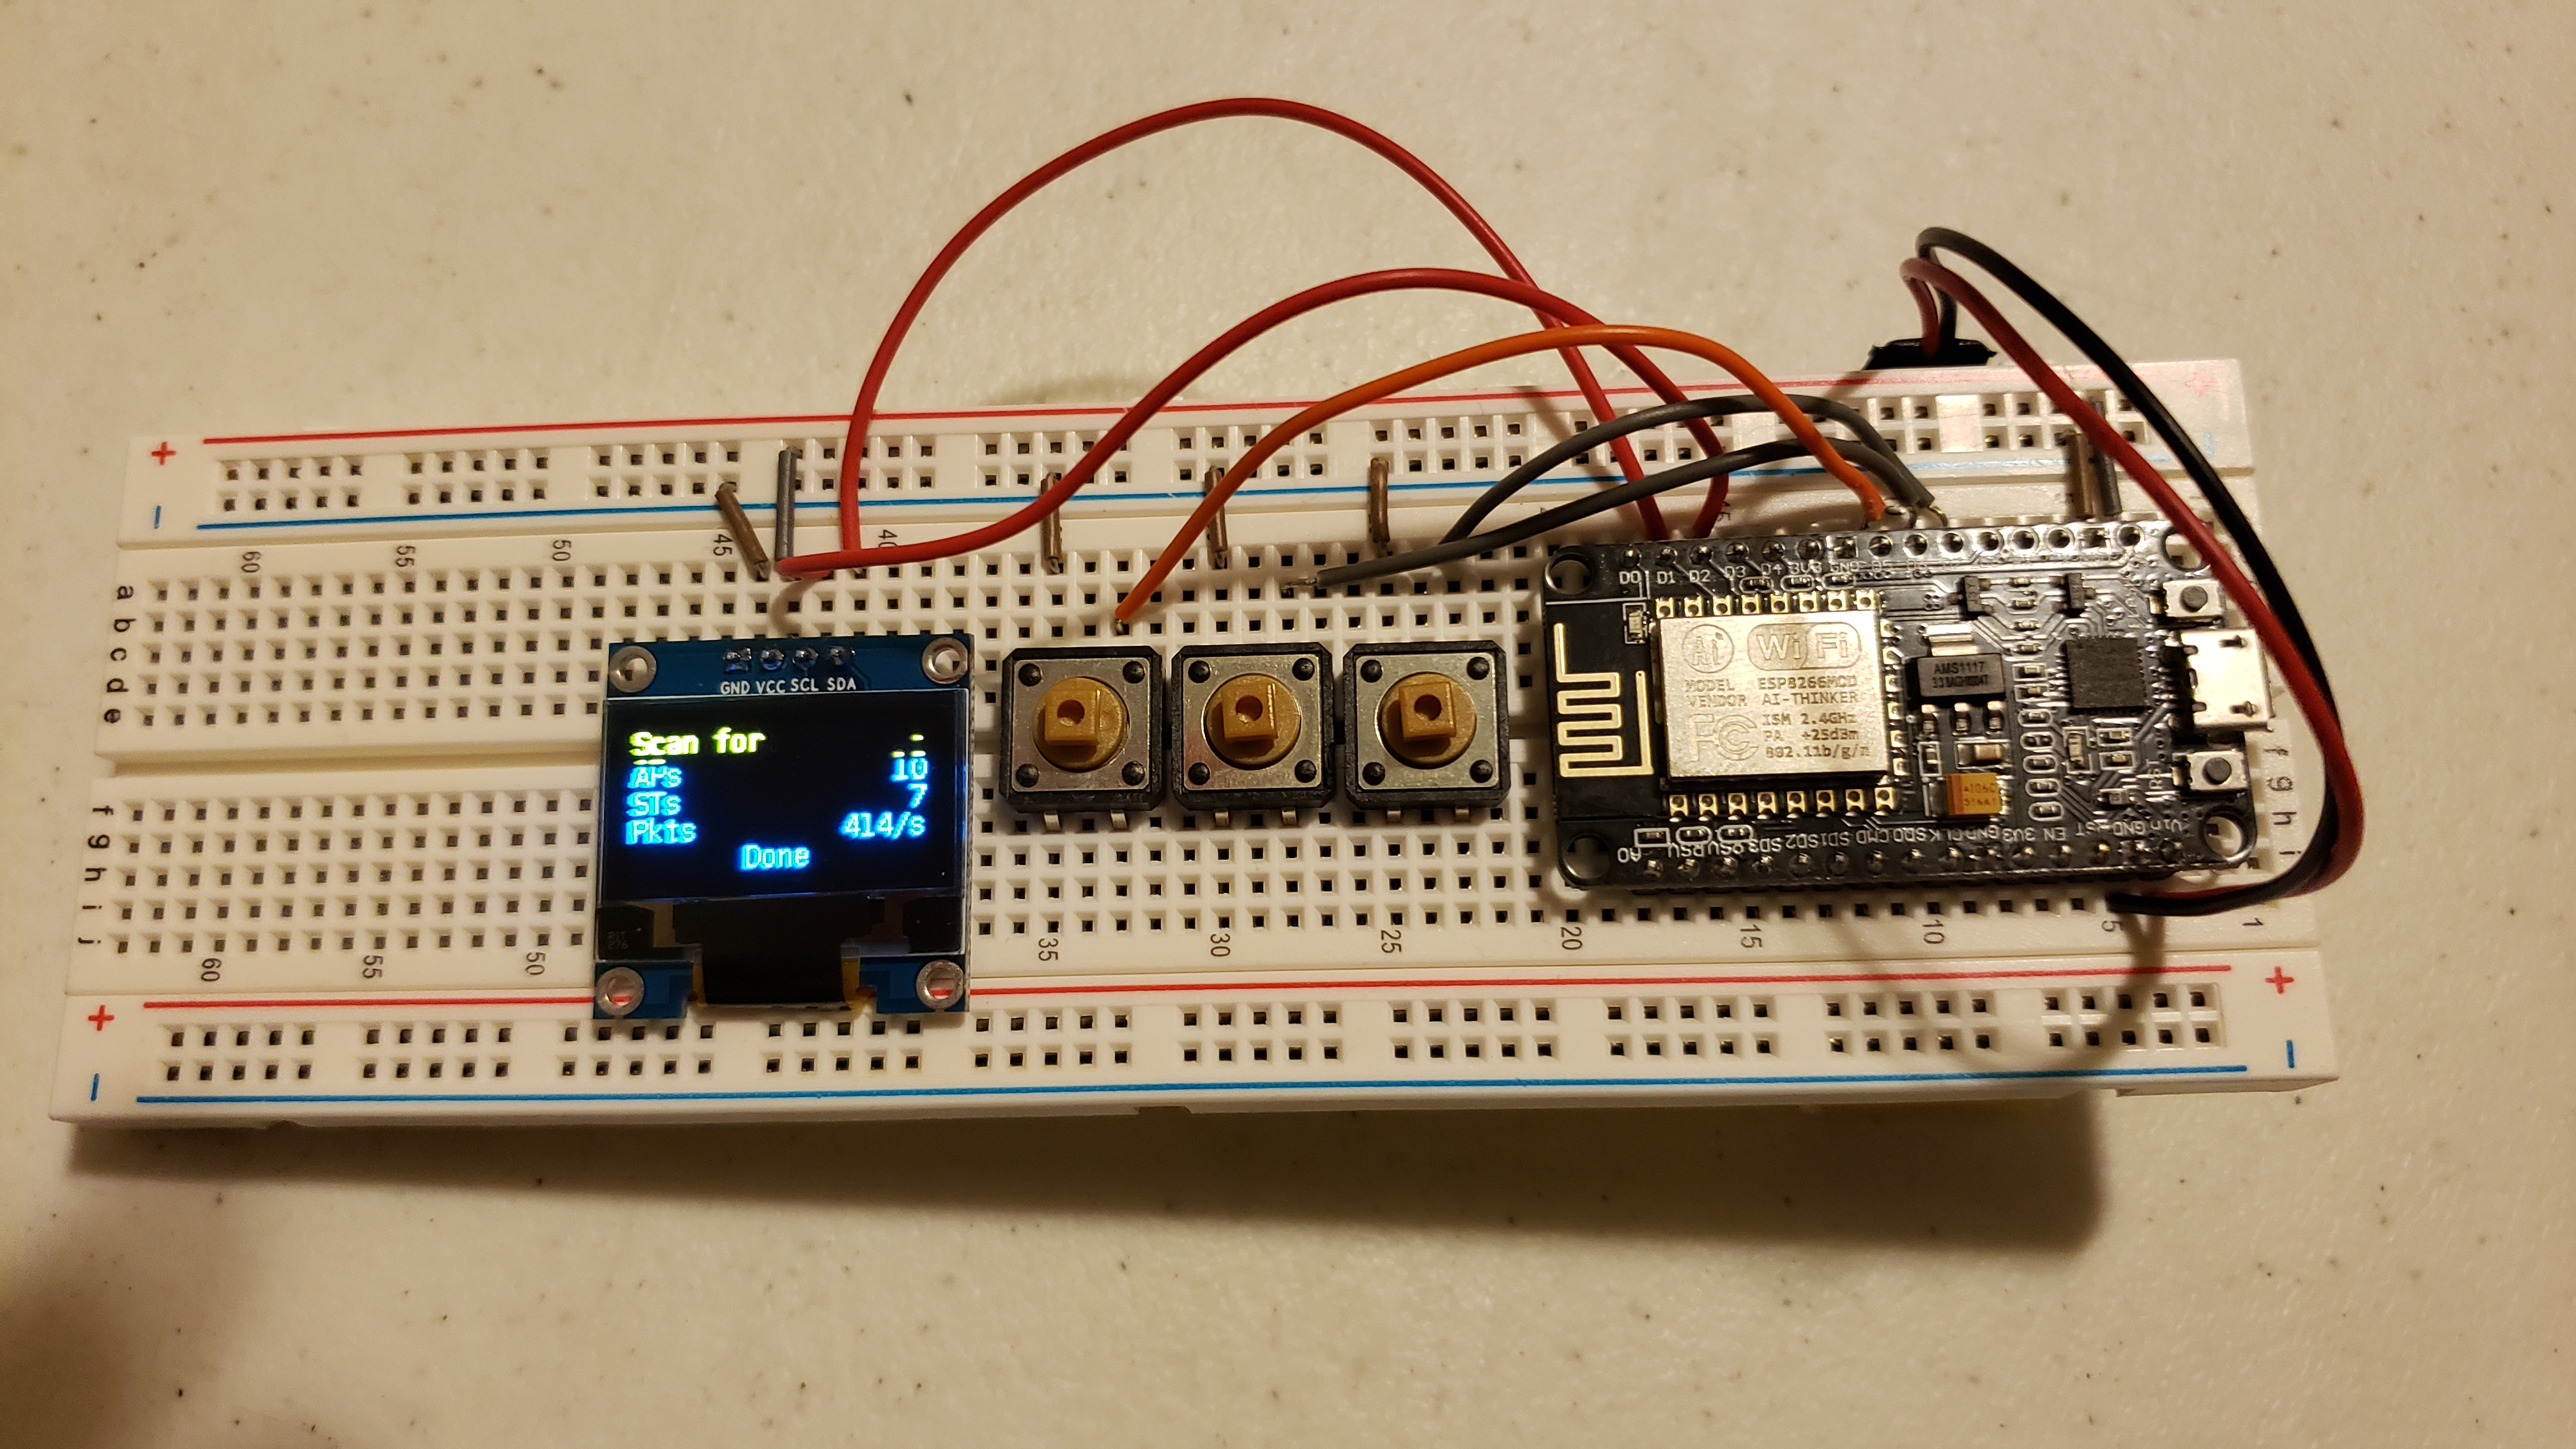 +
-
60
55
50
45
40
a
b
c
d
e
GND VCC SCL SDA
Scan for
APs 10
STs 7
Pkts 414/s
Done
D0 D1 D2 D3 D4 3V3 GND
Ai WiFi
MODEL ESP8266MOD
VENDOR AI-THINKER
FC ISM 2.4GHz
PA +25dBm
802.11b/g/n
AMS1117
A0
SD3 SD2 SD1 CMD SD0 CLK GND 3V3 EN RST GND Vin
f
g
h
i
j
f
g
h
i
60
55
50
35
30
25
20
15
10
5
1
+
-
+
-